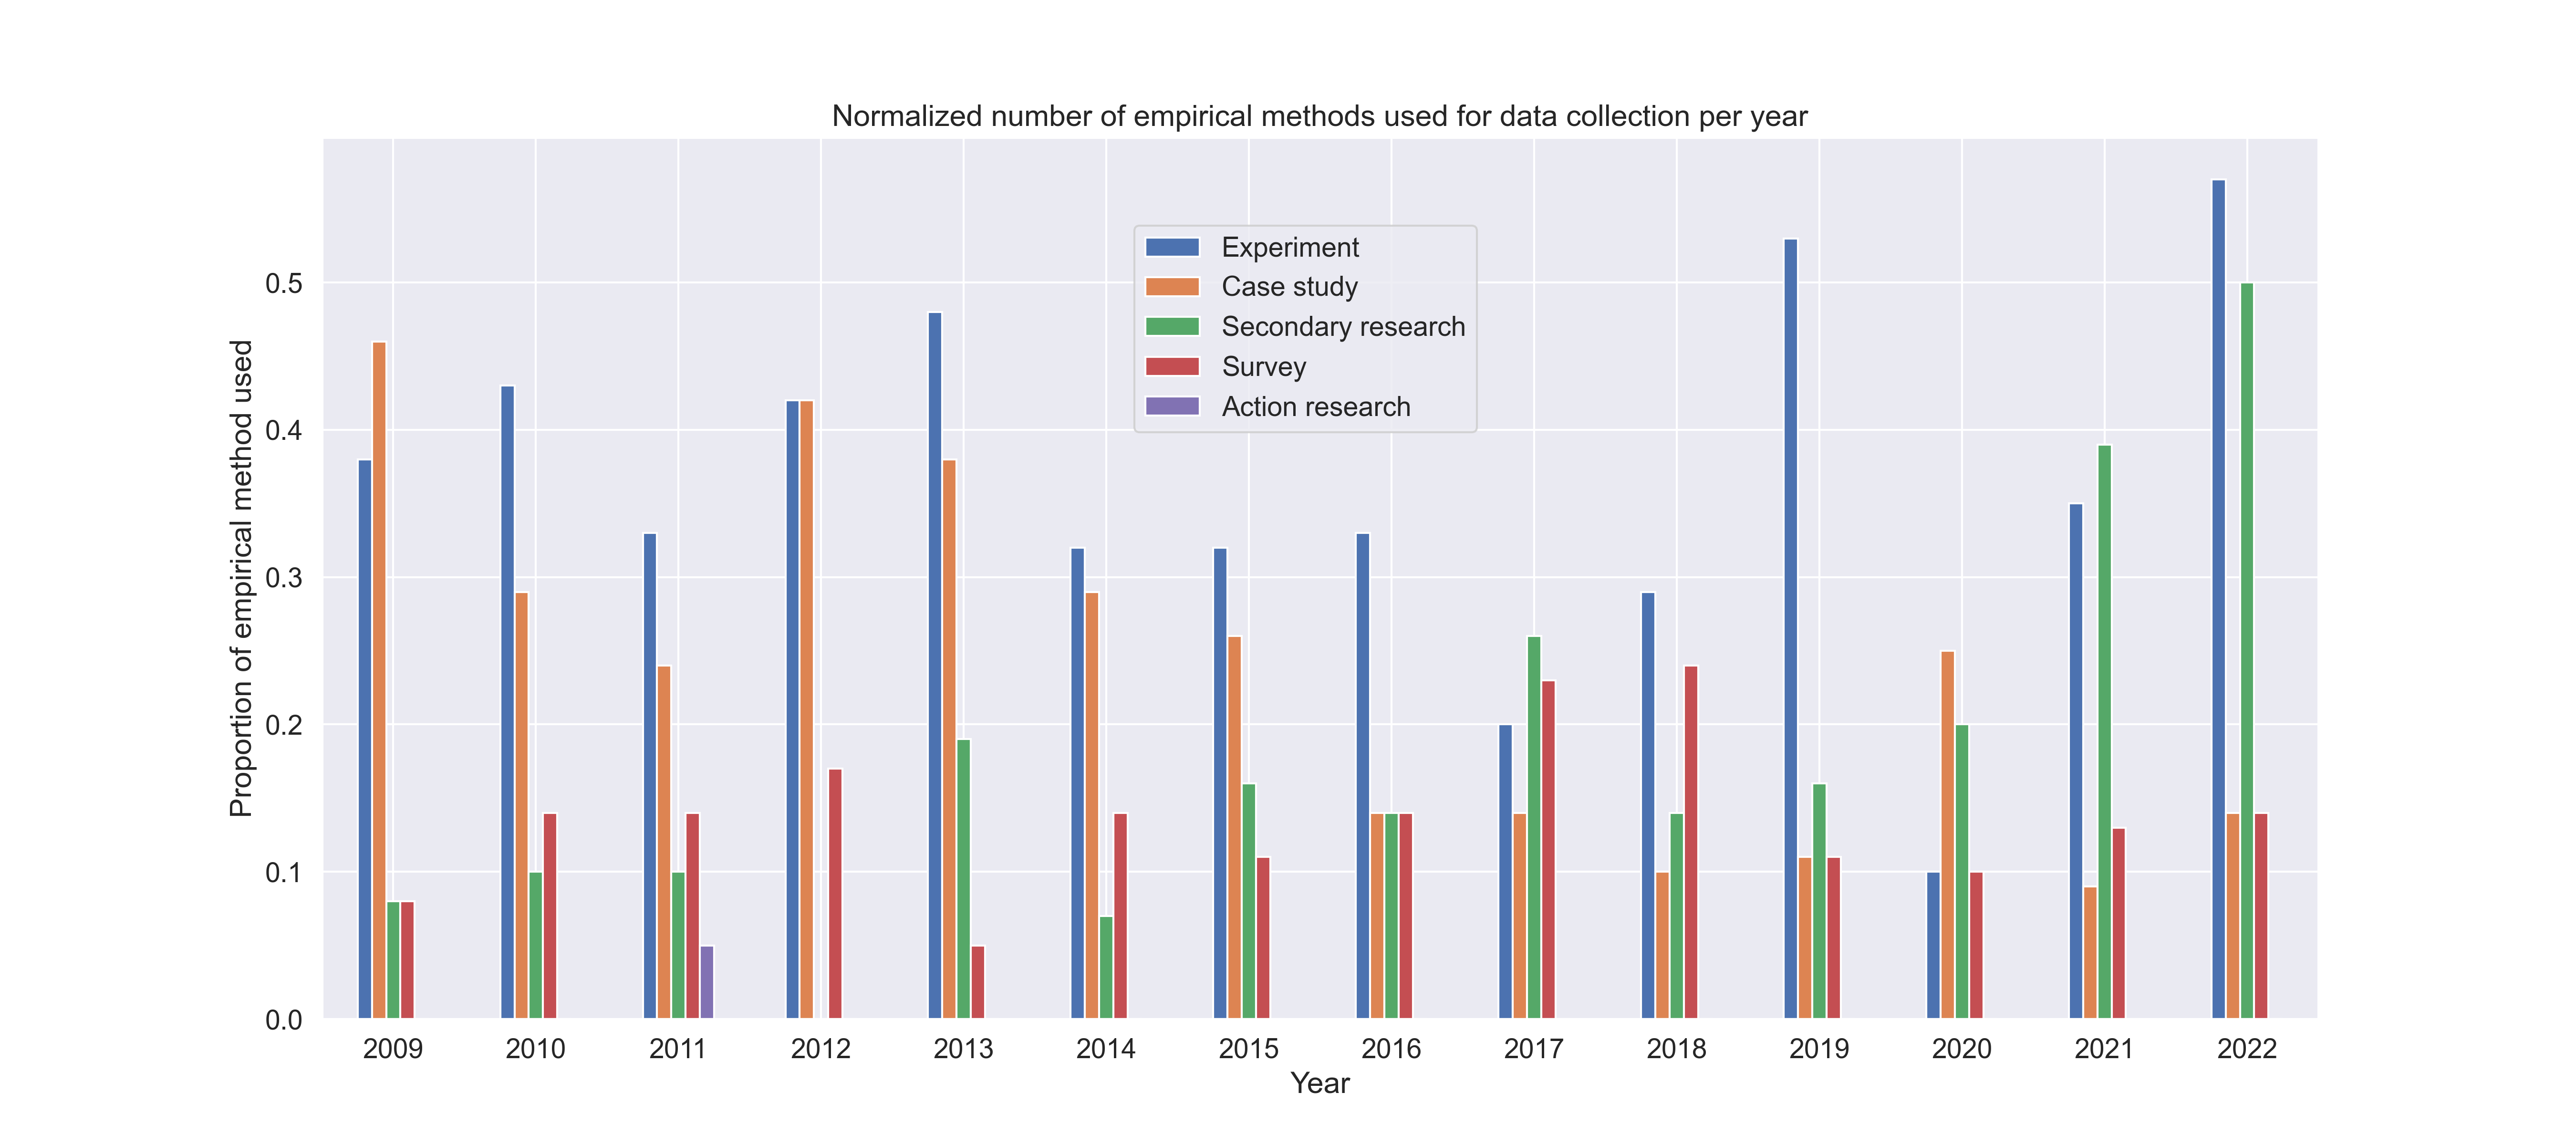 Normalized number of empirical methods used for data collection per year
Proportion of empirical method used
0.5
0.4
0.3
0.2
0.1
0.0
Experiment
Case study
Secondary research
Survey
Action research
2009 2010 2011 2012 2013 2014 2015 2016 2017 2018 2019 2020 2021 2022
Year